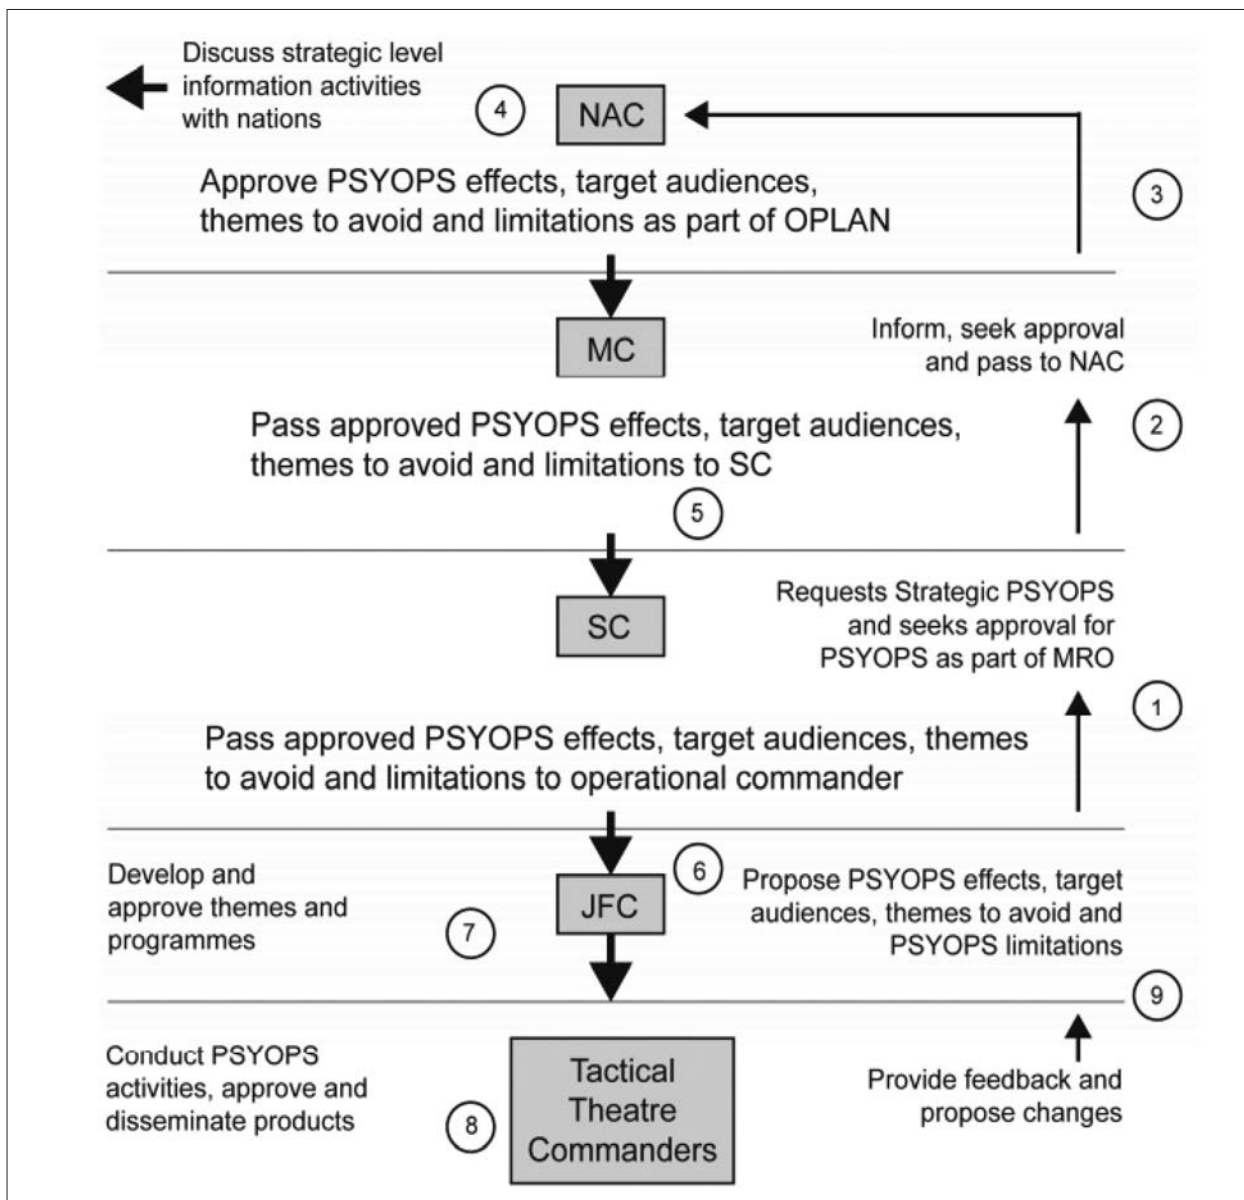 Discuss strategic level
information activities
with nations
4
NAC
Approve PSYOPS effects, target audiences,
themes to avoid and limitations as part of OPLAN
3
MC
Inform, seek approval
and pass to NAC
Pass approved PSYOPS effects, target audiences,
themes to avoid and limitations to SC
2
5
SC
Requests Strategic PSYOPS
and seeks approval for
PSYOPS as part of MRO
1
Pass approved PSYOPS effects, target audiences, themes
to avoid and limitations to operational commander
Develop and
approve themes and
programmes
7
JFC
6
Propose PSYOPS effects, target
audiences, themes to avoid and
PSYOPS limitations
9
Conduct PSYOPS
activities, approve and
disseminate products
8
Tactical
Theatre
Commanders
Provide feedback and
propose changes